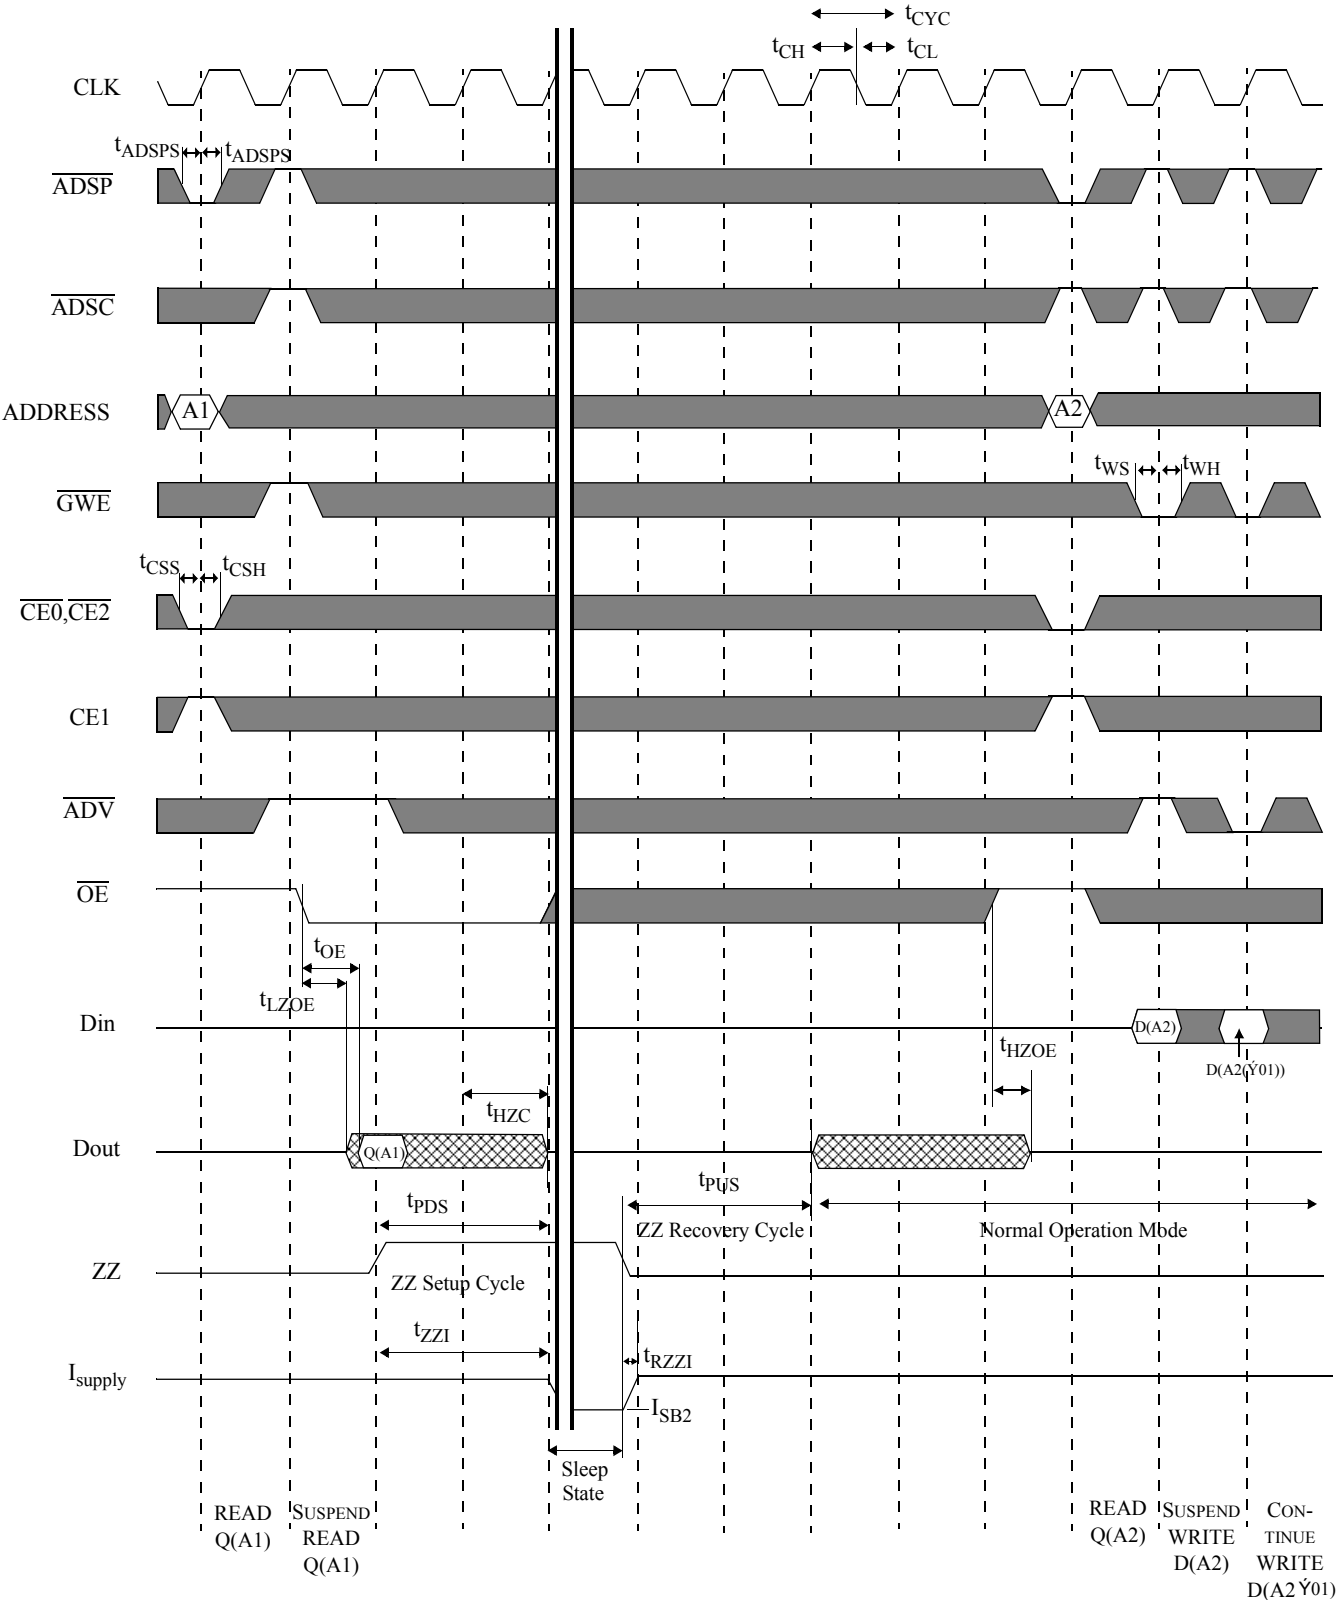 tCYC
tCH
tCL
CLK
tADSPS
tADSPS
ADSP
ADSC
ADDRESS
A1
A2
tWS
tWH
GWE
tCSS
tCSH
CE0,CE2
CE1
ADV
OE
tOE
tLZOE
Din
D(A2)
tHZOE
D(A2(Ý01))
tHZC
Dout
Q(A1)
tPUS
tPDS
ZZ Recovery Cycle
Normal Operation Mode
ZZ
ZZ Setup Cycle
tZZI
tRZZI
Isupply
ISB2
Sleep
State
READ
Q(A1)
SUSPEND
READ
Q(A1)
READ
Q(A2)
SUSPEND
WRITE
D(A2)
CON-
TINUE
WRITE
D(A2Ý01)